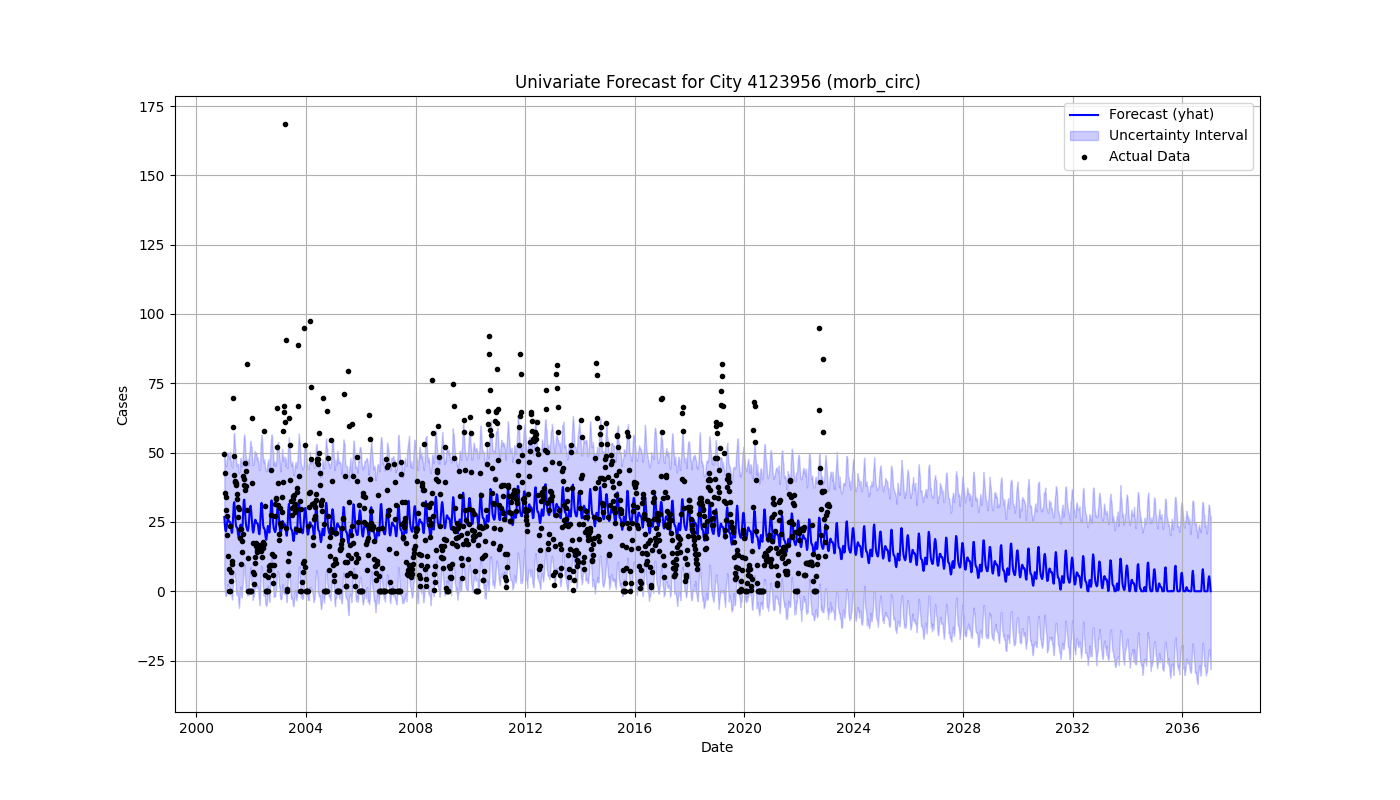 Univariate Forecast for City 4123956 (morb_circ)
175
150
125
100
75
50
25
0
−25
Cases
Forecast (yhat)
Uncertainty Interval
Actual Data
2000 2004 2008 2012 2016 2020 2024 2028 2032 2036
Date